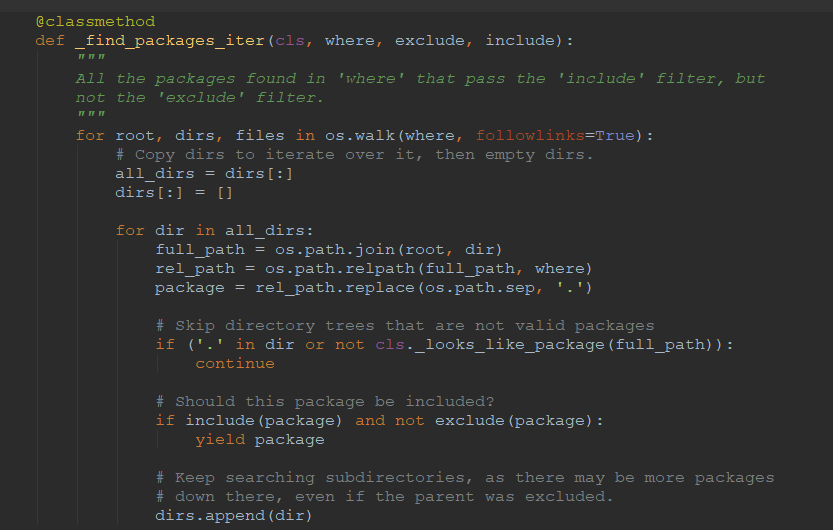 @classmethod
def _find_packages_iter(cls, where, exclude, include):
    """
    All the packages found in 'where' that pass the 'include' filter, but
    not the 'exclude' filter.
    """
    for root, dirs, files in os.walk(where, followlinks=True):
        # Copy dirs to iterate over it, then empty dirs.
        all_dirs = dirs[:]
        dirs[:] = []

        for dir in all_dirs:
            full_path = os.path.join(root, dir)
            rel_path = os.path.relpath(full_path, where)
            package = rel_path.replace(os.path.sep, '.')

            # Skip directory trees that are not valid packages
            if ('.' in dir or not cls._looks_like_package(full_path)):
                continue

            # Should this package be included?
            if include(package) and not exclude(package):
                yield package

            # Keep searching subdirectories, as there may be more packages
            # down there, even if the parent was excluded.
            dirs.append(dir)